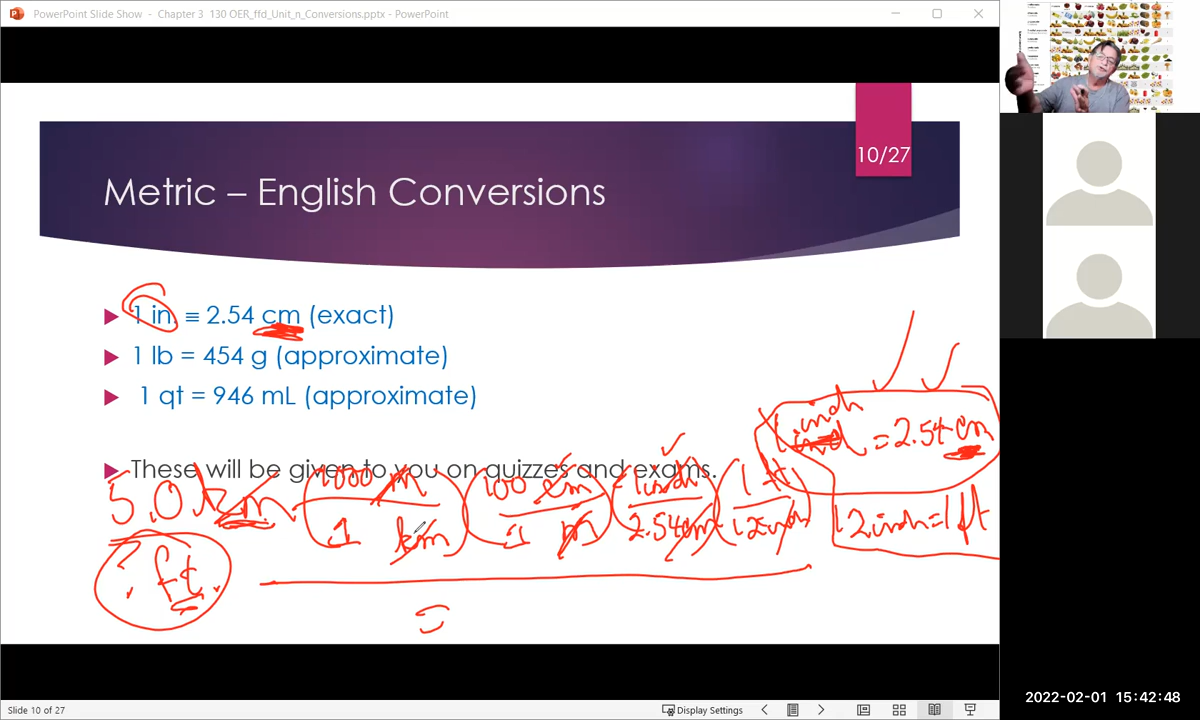 PowerPoint Slide Show - Chapter 3 130 OER_ffd_Unit_n_Conversions.pptx - PowerPoint
10/27
Metric – English Conversions
1 in. ≡ 2.54 cm (exact)
1 lb = 454 g (approximate)
1 qt = 946 mL (approximate)
1 inch = 2.54 cm
These will be given to you on quizzes and exams.
5.0 km (1000 m / 1 km) (100 cm / 1 m) (1 inch / 2.54 cm) (1 ft / 12 inch)
12 inch = 1 ft
? ft.
=
2022-02-01 15:42:48
Slide 10 of 27
Display Settings